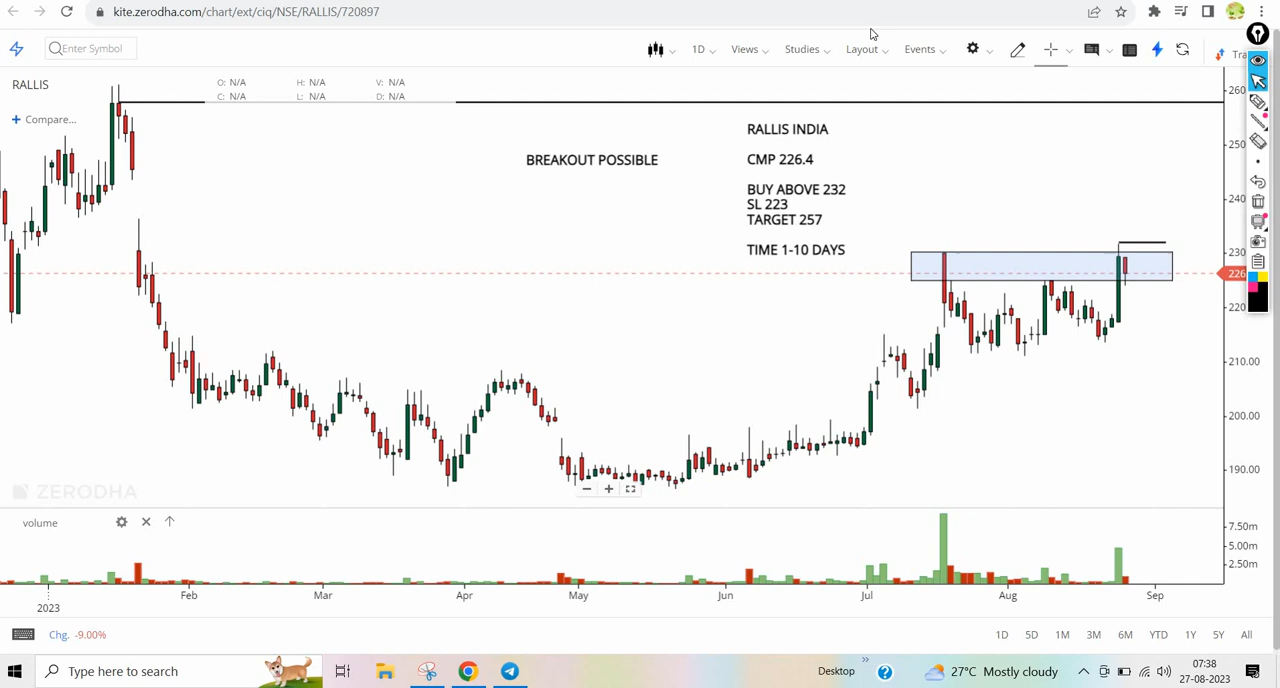 kite.zerodha.com/chart/ext/ciq/NSE/RALLIS/720897
Enter Symbol
1D
Views
Studies
Layout
Events
Tra
RALLIS
O: N/A H: N/A V: N/A
C: N/A L: N/A D: N/A
+ Compare...
BREAKOUT POSSIBLE
RALLIS INDIA
CMP 226.4
BUY ABOVE 232
SL 223
TARGET 257
TIME 1-10 DAYS
260
250
240
230
226
220
210.00
200.00
190.00
ZERODHA
volume
7.50m
5.00m
2.50m
Feb Mar Apr May Jun Jul Aug Sep
2023
Chg. -9.00%
1D 5D 1M 3M 6M YTD 1Y 5Y All
Type here to search
Desktop
27°C Mostly cloudy
07:38
27-08-2023